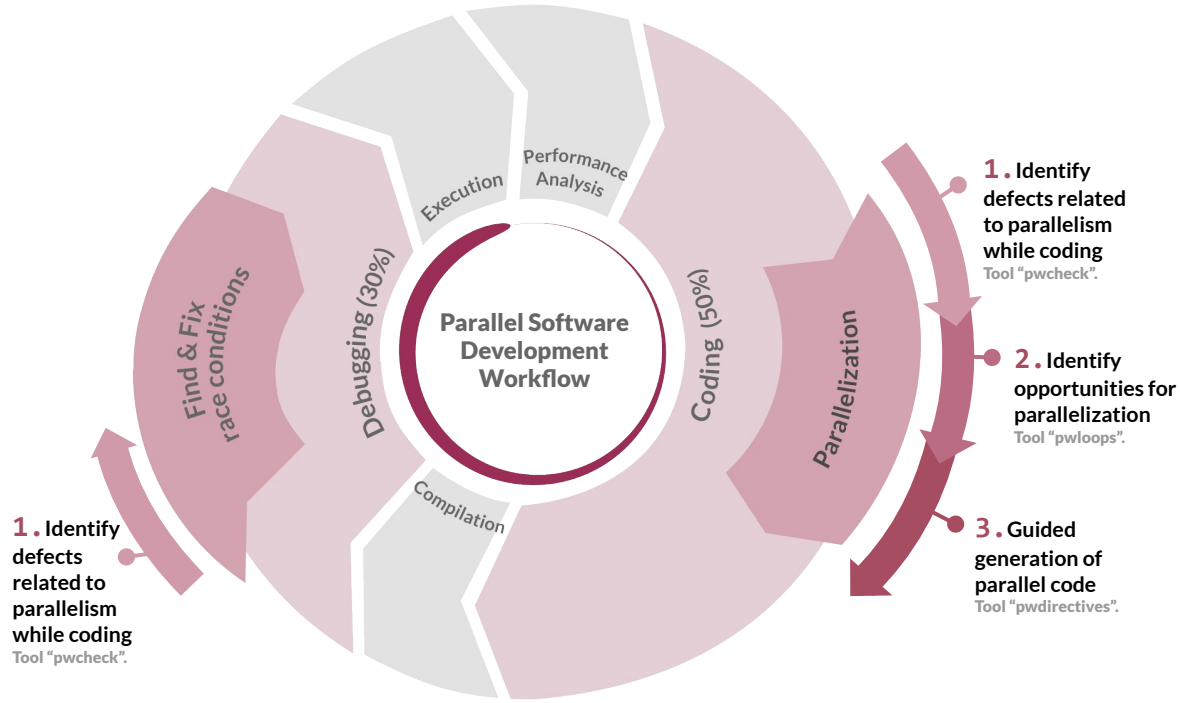 Performance
Analysis
Execution
1. Identify
defects related
to parallelism
while coding
Tool “pwcheck”.
Find & Fix
race conditions
Debugging (30%)
Parallel Software
Development
Workflow
Coding (50%)
Parallelization
2. Identify
opportunities for
parallelization
Tool “pwloops”.
Compilation
1. Identify
defects
related to
parallelism
while coding
Tool “pwcheck”.
3. Guided
generation of
parallel code
Tool “pwdirectives”.